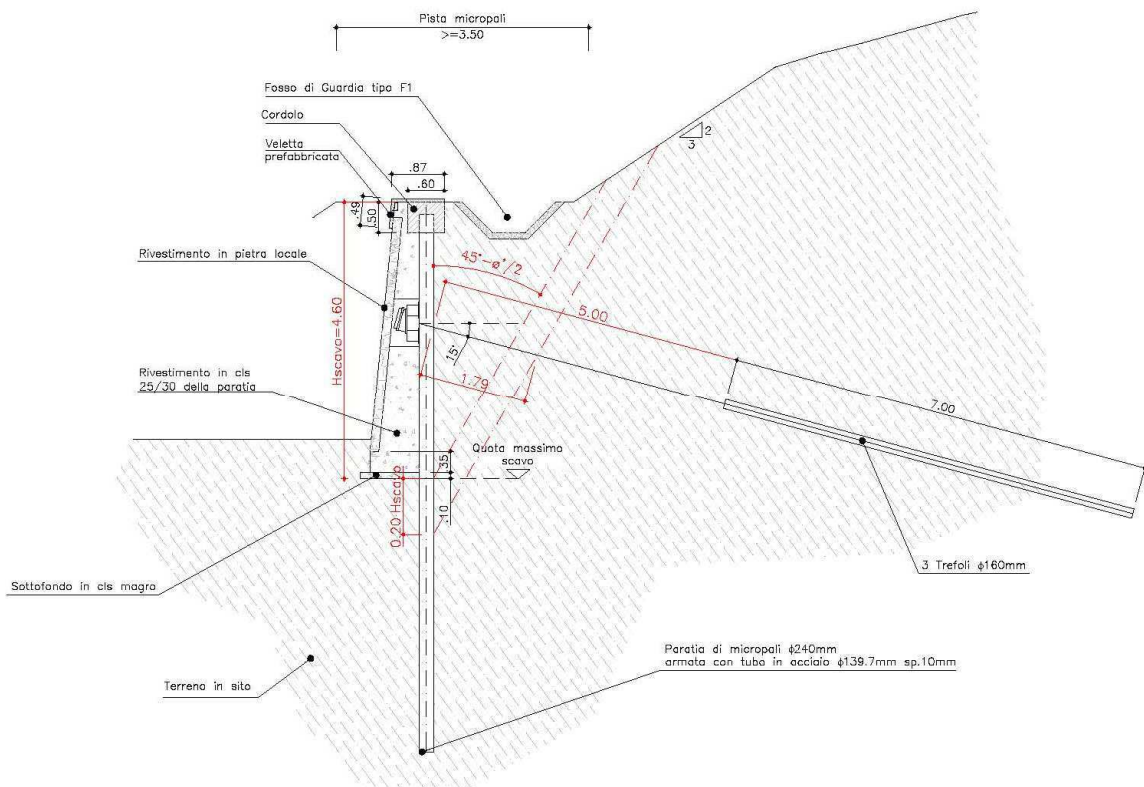 Pista micropali
>=3.50
Fosso di Guardia tipo F1
Cordolo
Veletta
prefabbricata
.87
.60
.49
.50
2
3
Rivestimento in pietra locale
45°-ø'/2
5.00
Hscavo=4.60
15°
1.79
7.00
Rivestimento in cls
25/30 della paratia
Quota massimo
scavo
.35
.10
0.20 Hscavo
3 Trefoli ϕ160mm
Sottofondo in cls magro
Paratia di micropali ϕ240mm
armata con tubo in acciaio ϕ139.7mm sp.10mm
Terreno in sito